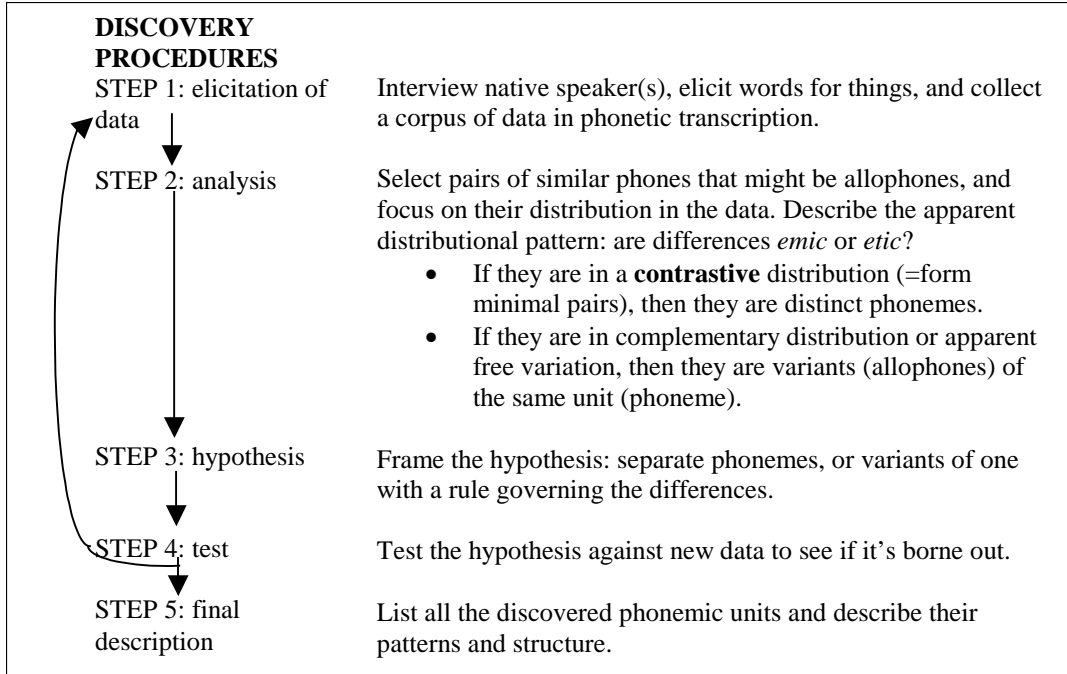 DISCOVERY
PROCEDURES
STEP 1: elicitation of
data
Interview native speaker(s), elicit words for things, and collect
a corpus of data in phonetic transcription.
STEP 2: analysis
Select pairs of similar phones that might be allophones, and
focus on their distribution in the data. Describe the apparent
distributional pattern: are differences emic or etic?
• If they are in a contrastive distribution (=form
minimal pairs), then they are distinct phonemes.
• If they are in complementary distribution or apparent
free variation, then they are variants (allophones) of
the same unit (phoneme).
STEP 3: hypothesis
Frame the hypothesis: separate phonemes, or variants of one
with a rule governing the differences.
STEP 4: test
Test the hypothesis against new data to see if it's borne out.
STEP 5: final
description
List all the discovered phonemic units and describe their
patterns and structure.